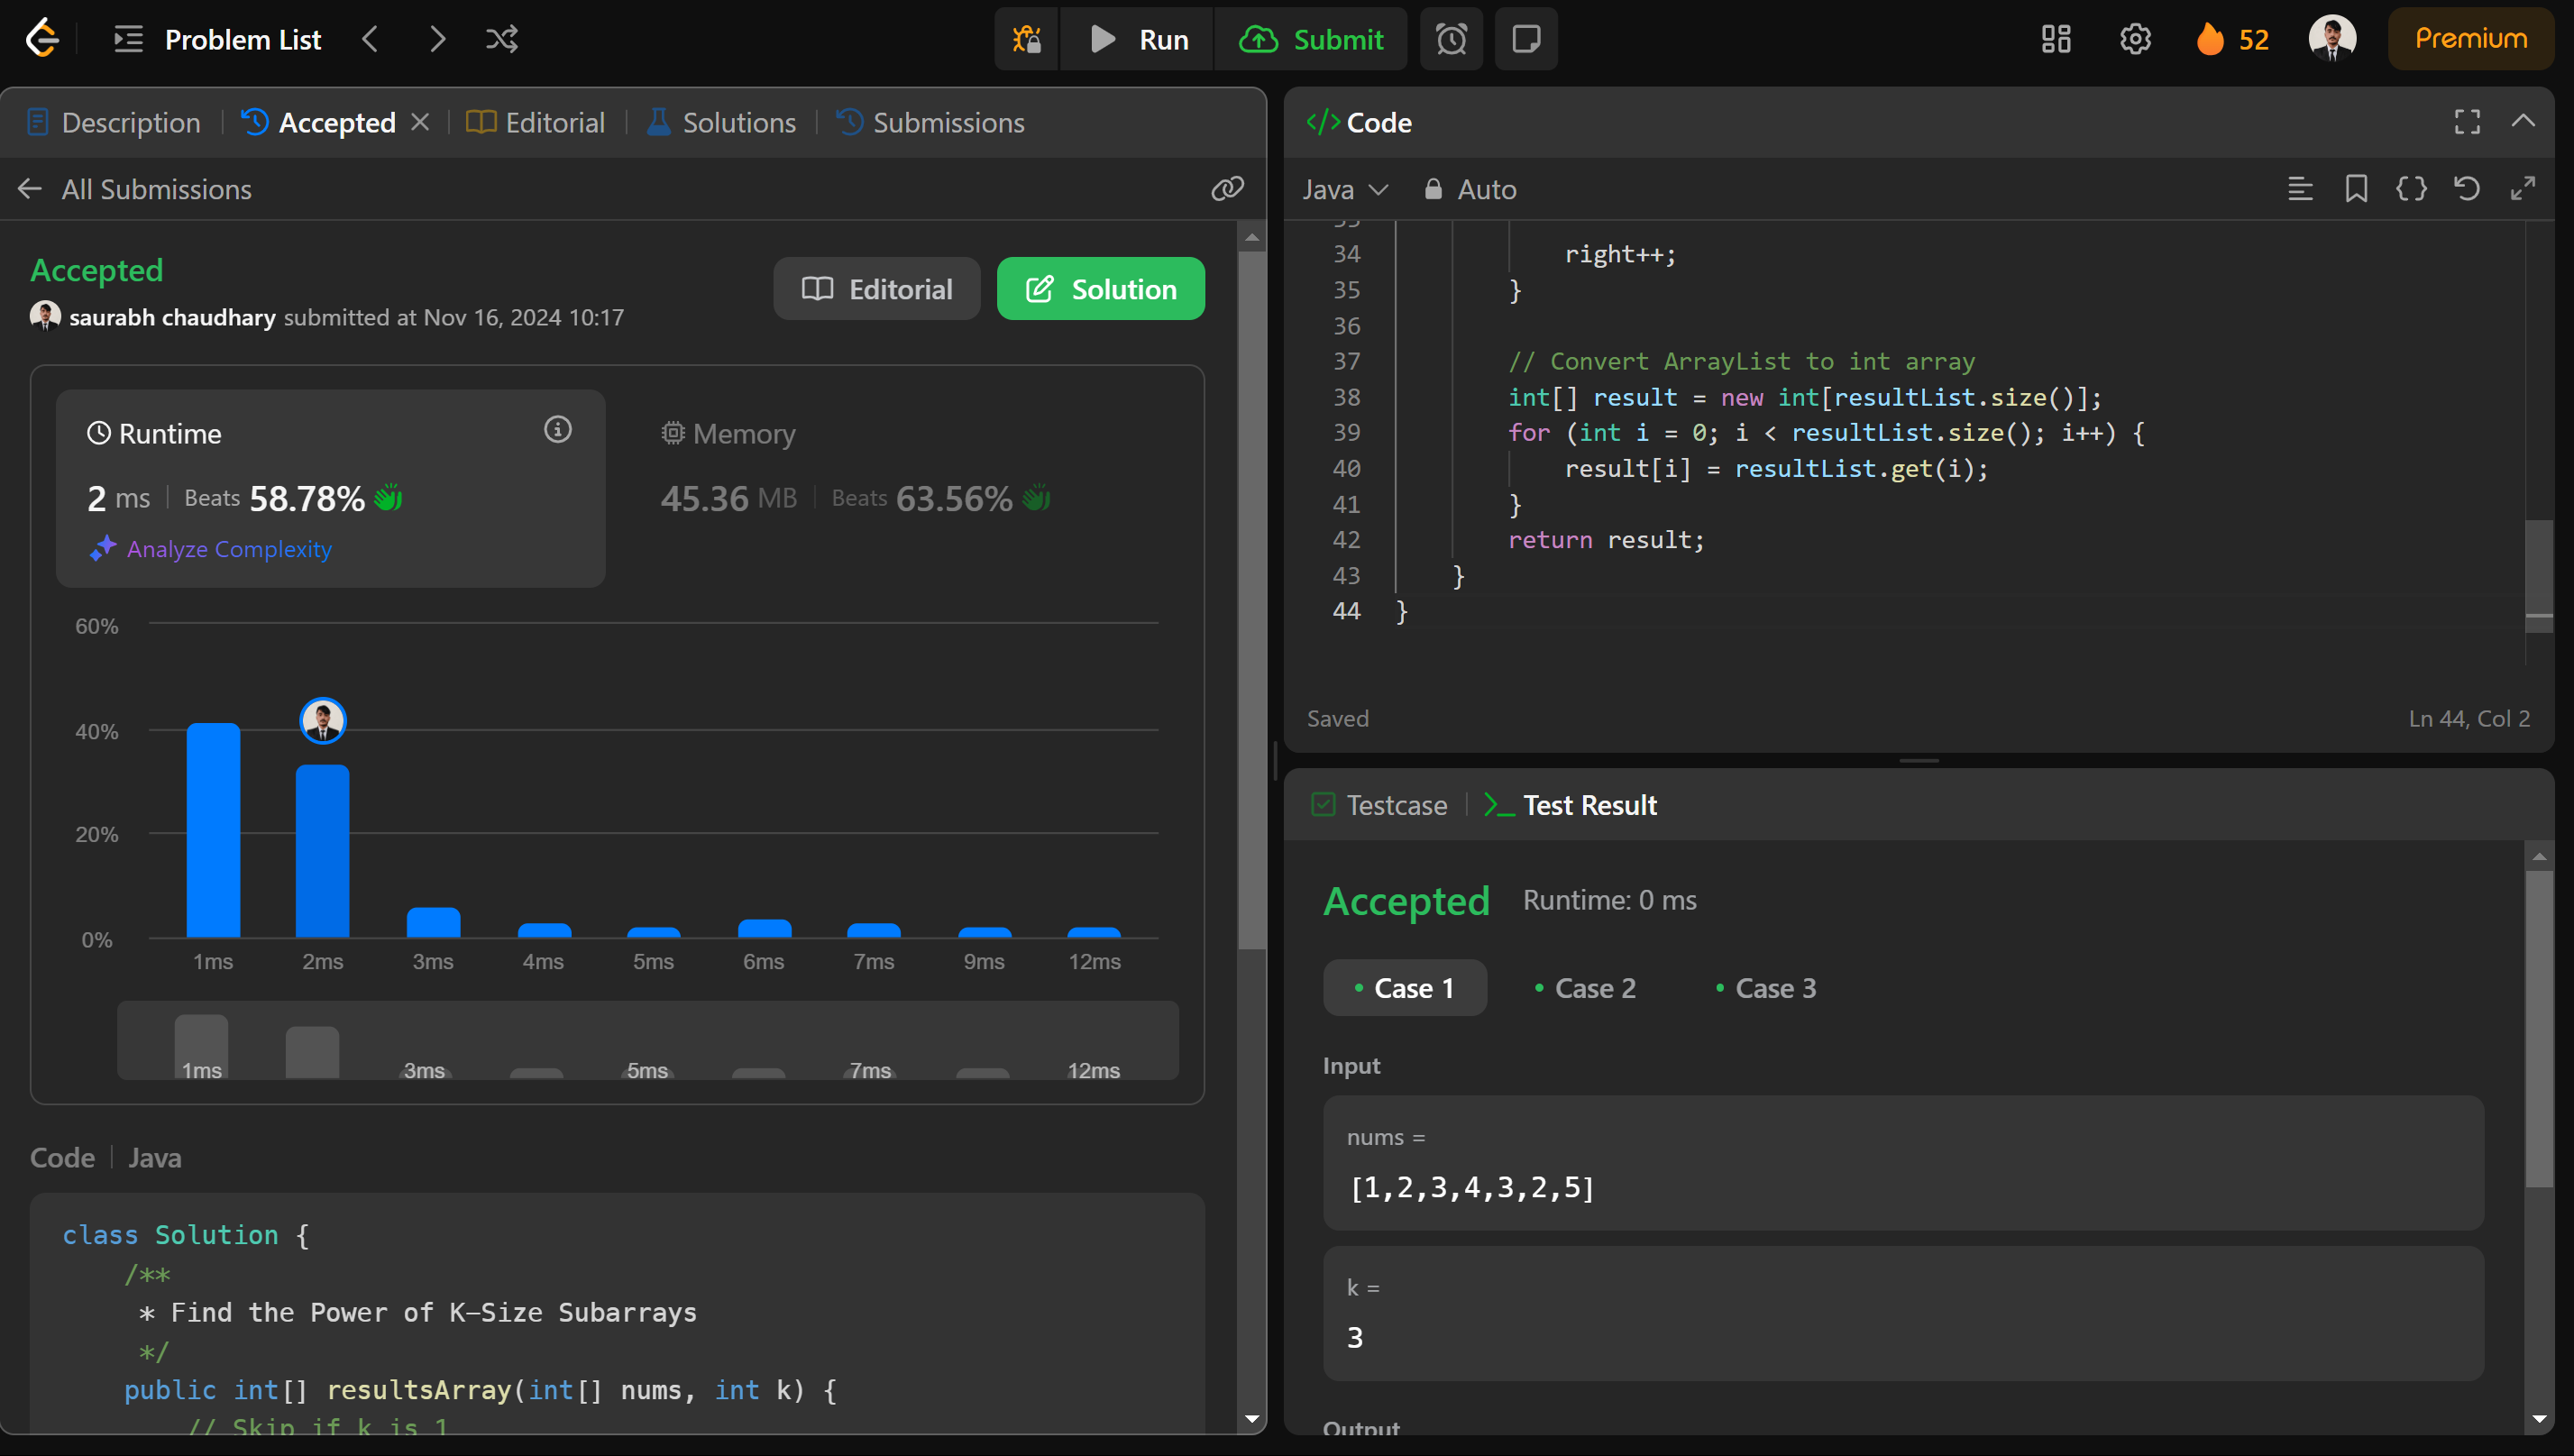 Problem List
Run
Submit
52
Premium
Description
Accepted
Editorial
Solutions
Submissions
All Submissions
Accepted
saurabh chaudhary submitted at Nov 16, 2024 10:17
Editorial
Solution
Runtime
2 ms
Beats 58.78%
Analyze Complexity
Memory
45.36 MB
Beats 63.56%
60%
40%
20%
0%
1ms 2ms 3ms 4ms 5ms 6ms 7ms 9ms 12ms
1ms 3ms 5ms 7ms 12ms
Code
Java
class Solution {
/**
* Find the Power of K-Size Subarrays
*/
public int[] resultsArray(int[] nums, int k) {
// Skip if k is 1
</> Code
Java
Auto
34 right++;
35 }
36
37 // Convert ArrayList to int array
38 int[] result = new int[resultList.size()];
39 for (int i = 0; i < resultList.size(); i++) {
40 result[i] = resultList.get(i);
41 }
42 return result;
43 }
44 }
Saved
Ln 44, Col 2
Testcase
Test Result
Accepted
Runtime: 0 ms
Case 1
Case 2
Case 3
Input
nums =
[1,2,3,4,3,2,5]
k =
3
Output